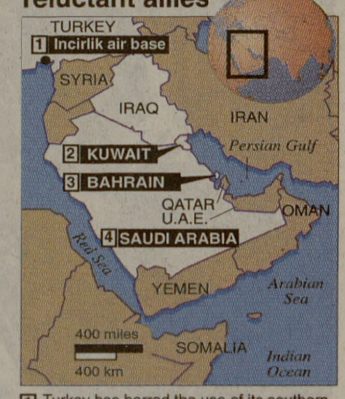 reluctant allies
TURKEY
1 Incirlik air base
SYRIA
IRAQ
IRAN
2 KUWAIT
Persian Gulf
3 BAHRAIN
QATAR
U.A.E.
OMAN
4 SAUDI ARABIA
Red Sea
YEMEN
Arabian
Sea
400 miles
400 km
SOMALIA
Indian
Ocean
Turkey has barred the use of its southern